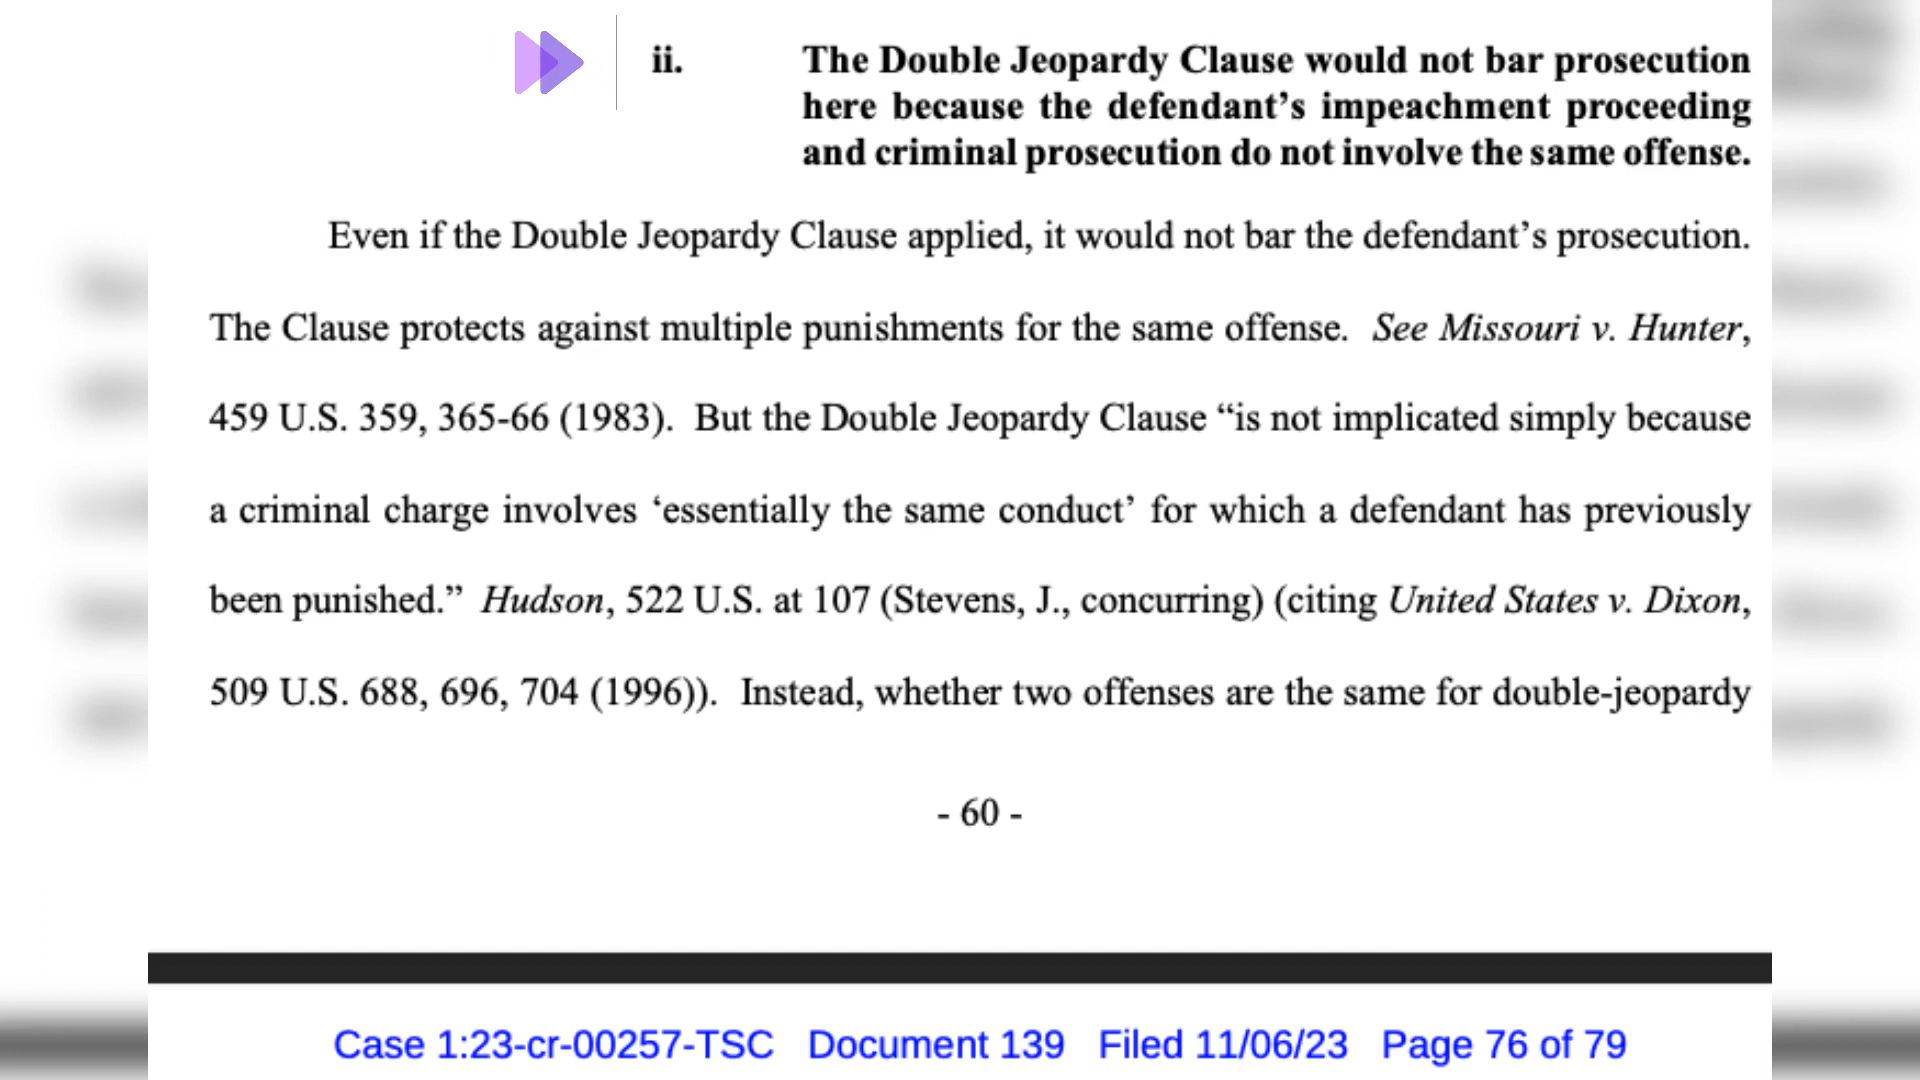 ii. The Double Jeopardy Clause would not bar prosecution
here because the defendant’s impeachment proceeding
and criminal prosecution do not involve the same offense.
Even if the Double Jeopardy Clause applied, it would not bar the defendant’s prosecution.
The Clause protects against multiple punishments for the same offense. See Missouri v. Hunter,
459 U.S. 359, 365-66 (1983). But the Double Jeopardy Clause “is not implicated simply because
a criminal charge involves ‘essentially the same conduct’ for which a defendant has previously
been punished.” Hudson, 522 U.S. at 107 (Stevens, J., concurring) (citing United States v. Dixon,
509 U.S. 688, 696, 704 (1996)). Instead, whether two offenses are the same for double-jeopardy
- 60 -
Case 1:23-cr-00257-TSC Document 139 Filed 11/06/23 Page 76 of 79